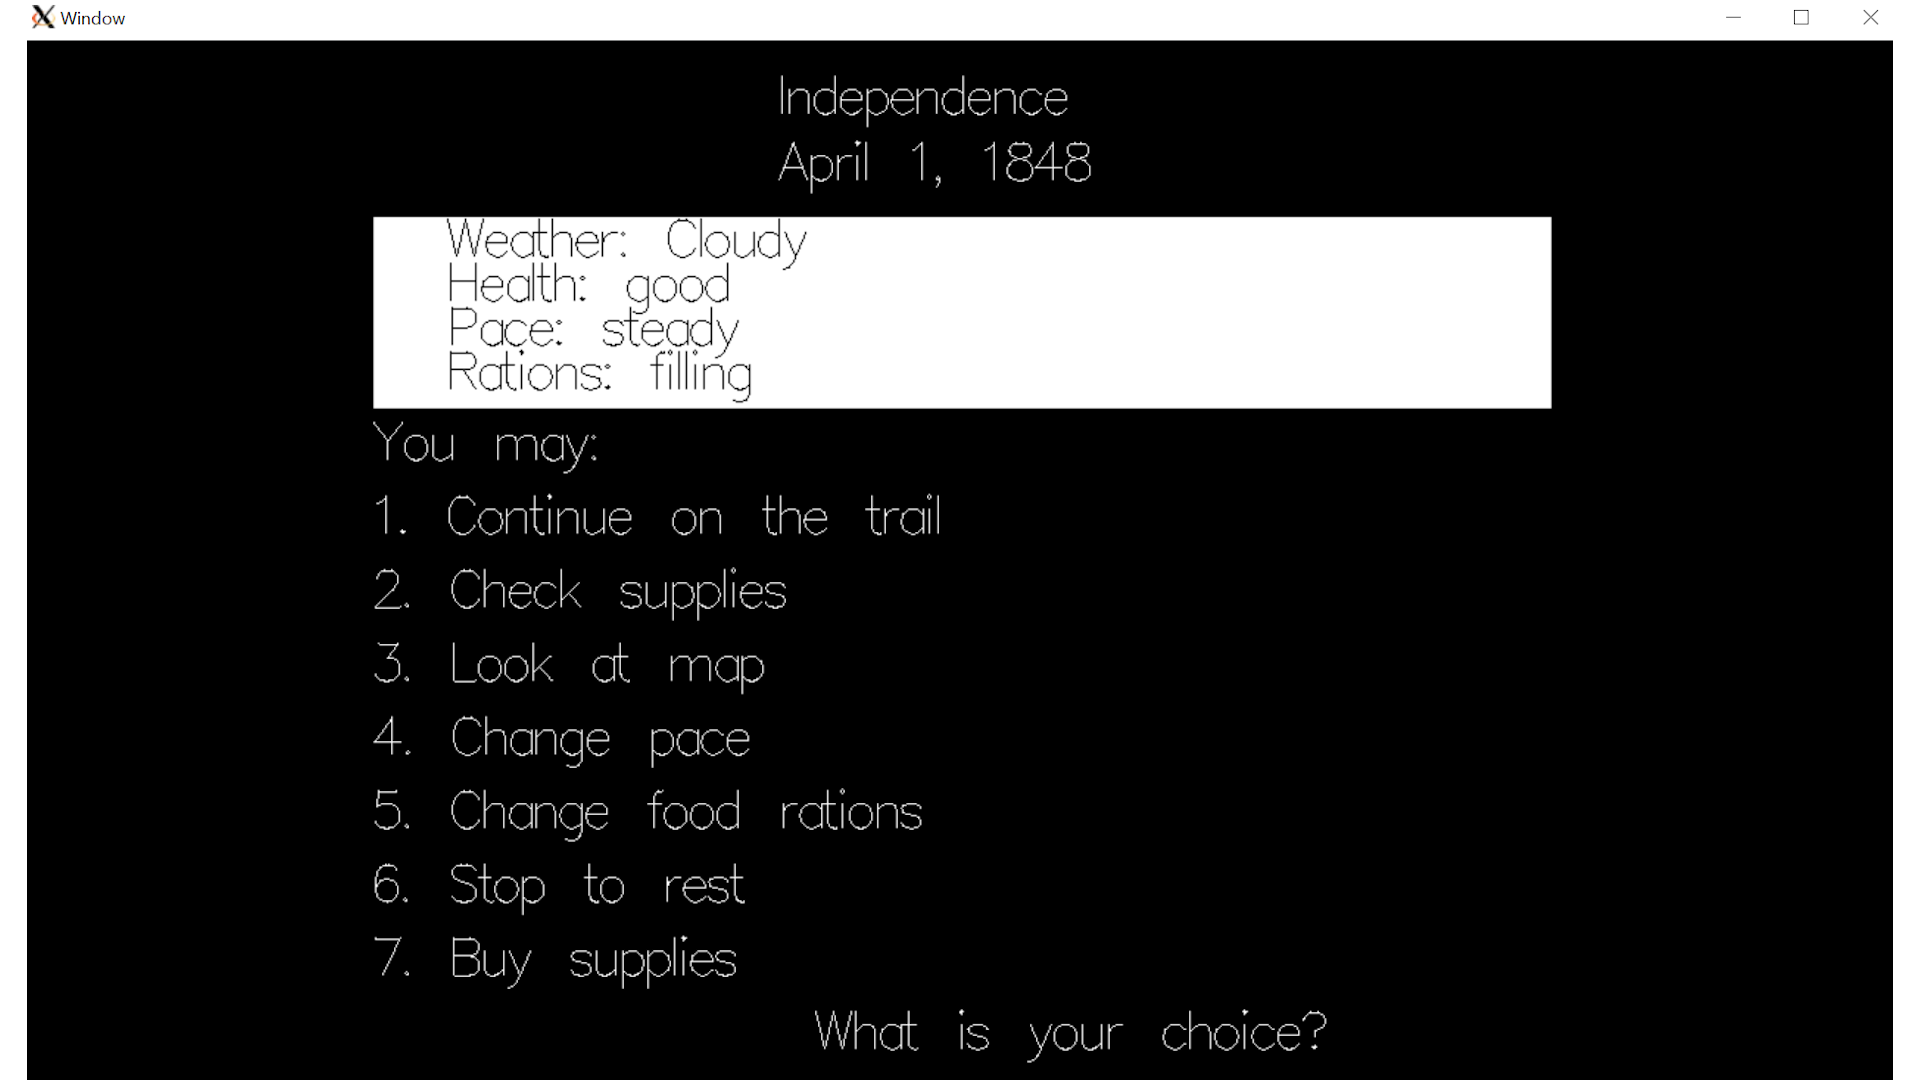 Window
Independence
April 1, 1848
Weather: Cloudy
Health: good
Pace: steady
Rations: filling
You may:
1. Continue on the trail
2. Check supplies
3. Look at map
4. Change pace
5. Change food rations
6. Stop to rest
7. Buy supplies
What is your choice?